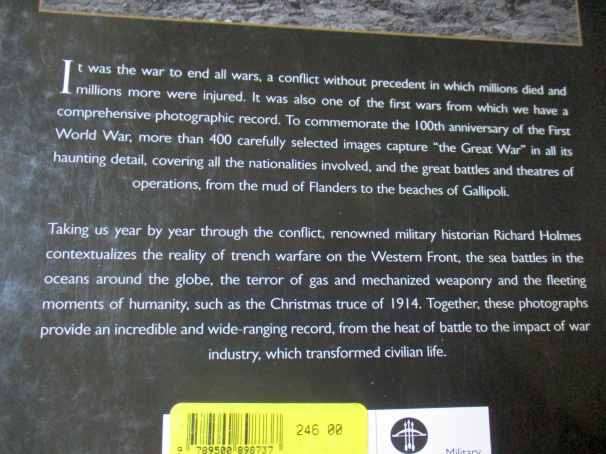 It was the war to end all wars, a conflict without precedent in which millions died and
millions more were injured. It was also one of the first wars from which we have a
comprehensive photographic record. To commemorate the 100th anniversary of the First
World War, more than 400 carefully selected images capture "the Great War" in all its
haunting detail, covering all the nationalities involved, and the great battles and theatres of
operations, from the mud of Flanders to the beaches of Gallipoli.
Taking us year by year through the conflict, renowned military historian Richard Holmes
contextualizes the reality of trench warfare on the Western Front, the sea battles in the
oceans around the globe, the terror of gas and mechanized weaponry and the fleeting
moments of humanity, such as the Christmas truce of 1914. Together, these photographs
provide an incredible and wide-ranging record, from the heat of battle to the impact of war
industry, which transformed civilian life.
246 00
9 789500 898737
Military